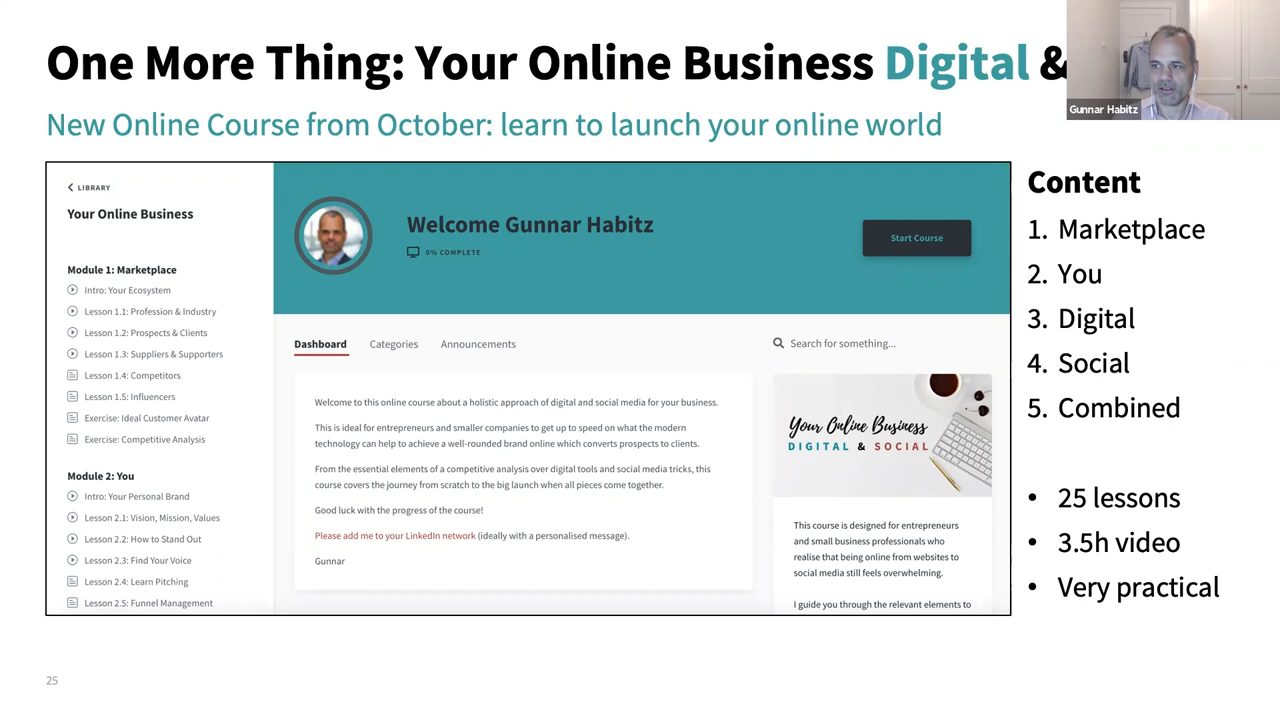 One More Thing: Your Online Business Digital &
Gunnar Habitz
New Online Course from October: learn to launch your online world
LIBRARY
Your Online Business
Module 1: Marketplace
Intro: Your Ecosystem
Lesson 1.1: Profession & Industry
Lesson 1.2: Prospects & Clients
Lesson 1.3: Suppliers & Supporters
Lesson 1.4: Competitors
Lesson 1.5: Influencers
Exercise: Ideal Customer Avatar
Exercise: Competitive Analysis
Module 2: You
Intro: Your Personal Brand
Lesson 2.1: Vision, Mission, Values
Lesson 2.2: How to Stand Out
Lesson 2.3: Find Your Voice
Lesson 2.4: Learn Pitching
Lesson 2.5: Funnel Management
Welcome Gunnar Habitz
0% COMPLETE
Start Course
Dashboard Categories Announcements
Search for something...
Welcome to this online course about a holistic approach of digital and social media for your business.
This is ideal for entrepreneurs and smaller companies to get up to speed on what the modern
technology can help to achieve a well-rounded brand online which converts prospects to clients.
From the essential elements of a competitive analysis over digital tools and social media tricks, this
course covers the journey from scratch to the big launch when all pieces come together.
Good luck with the progress of the course!
Please add me to your LinkedIn network (ideally with a personalised message).
Gunnar
Your Online Business
DIGITAL & SOCIAL
This course is designed for entrepreneurs
and small business professionals who
realise that being online from websites to
social media still feels overwhelming.
I guide you through the relevant elements to
Content
1. Marketplace
2. You
3. Digital
4. Social
5. Combined
• 25 lessons
• 3.5h video
• Very practical
25